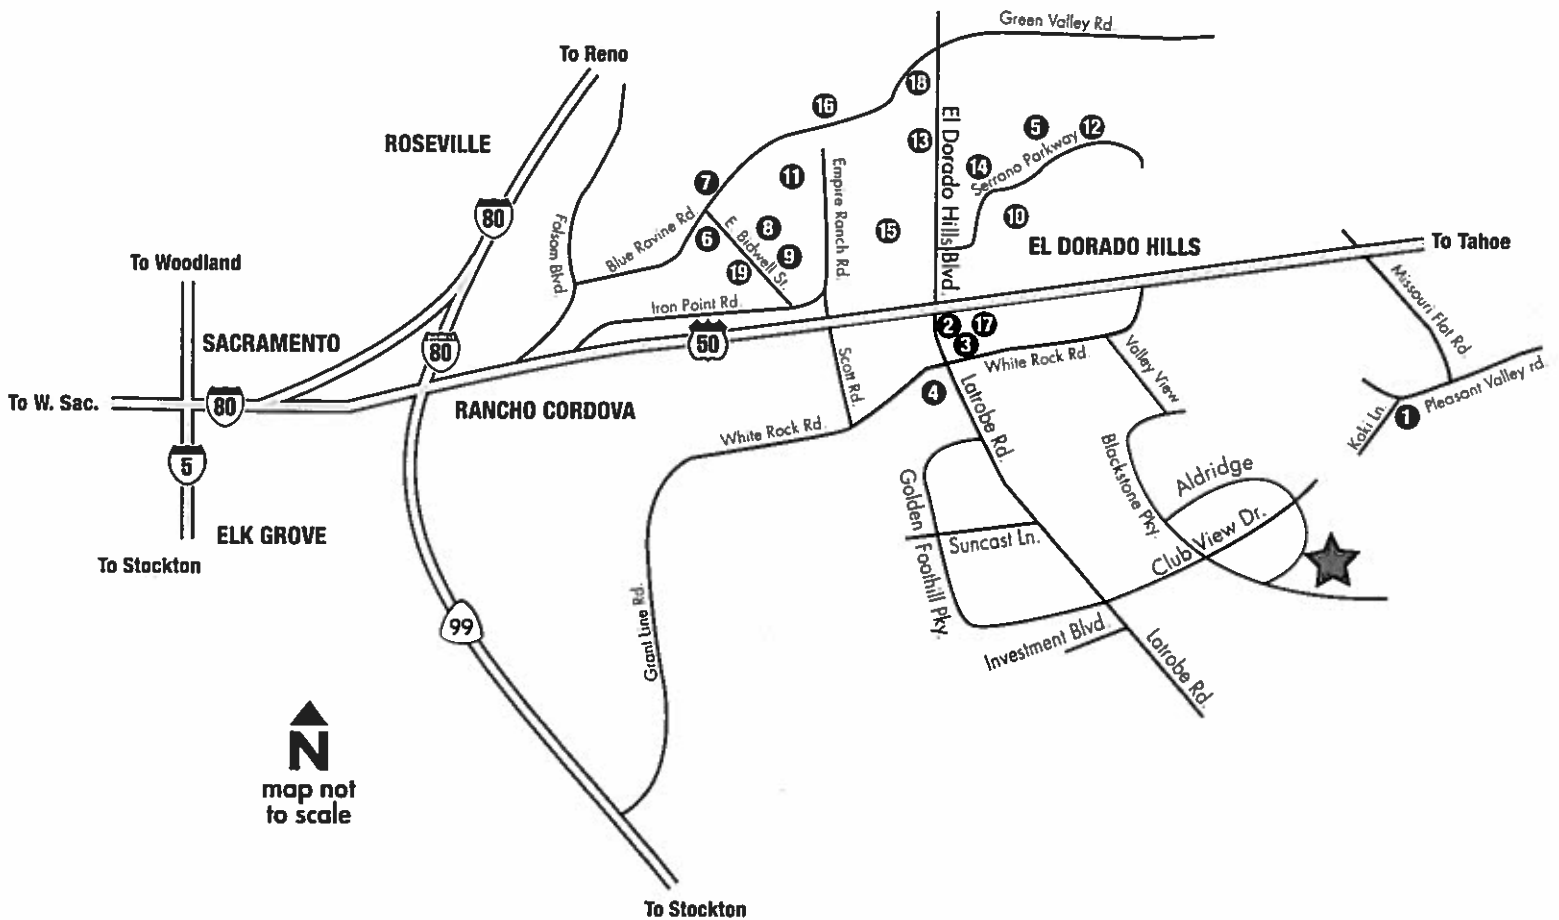 Green Valley Rd.
To Reno
18
16
El Dorado Hills Blvd.
ROSEVILLE
5
12
13
14
Serrano Parkway
7
11
Empire Ranch Rd.
80
Folsom Blvd.
Blue Ravine Rd.
6
E. Bidwell St.
8
15
10
EL DORADO HILLS
To Tahoe
To Woodland
9
19
Missouri Flat Rd.
Iron Point Rd.
SACRAMENTO
80
50
2
17
3
Scott Rd.
White Rock Rd.
Valley View
To W. Sac.
80
RANCHO CORDOVA
4
Latrobe Rd.
1
Pleasant Valley rd.
Koki Ln.
White Rock Rd.
5
Blackstone Pky.
Aldridge
Golden Foothill Pky.
ELK GROVE
Suncast Ln.
Club View Dr.
To Stockton
99
Grant Line Rd.
Investment Blvd.
Latrobe Rd.
N
map not
to scale
To Stockton